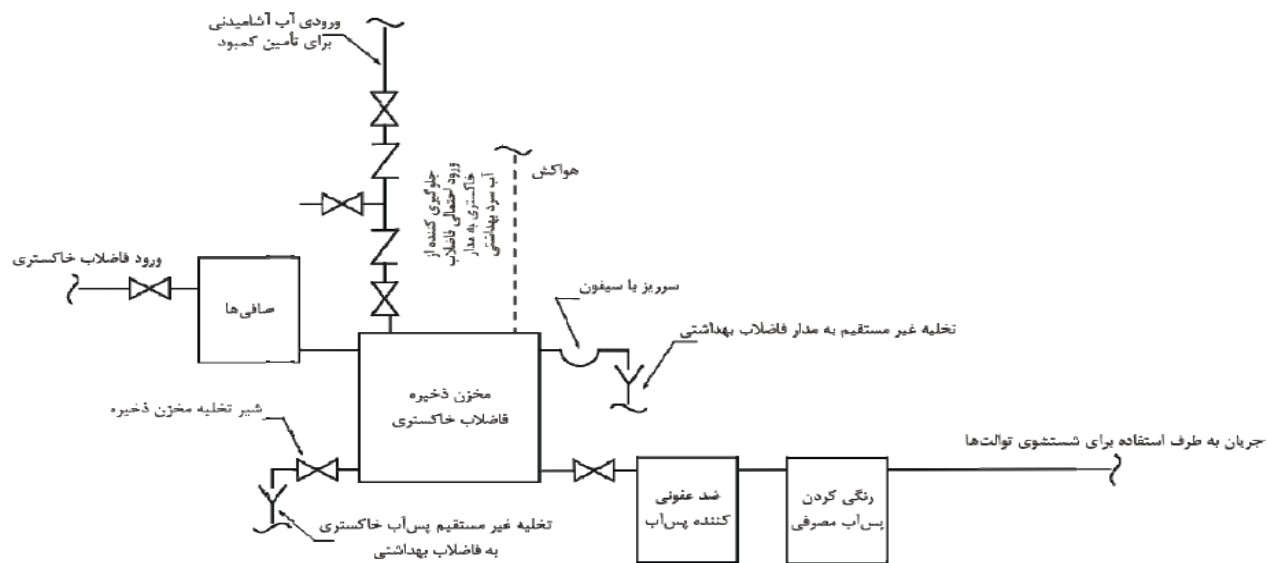 ورودی آب آشامیدنی
برای تأمین کمبود
هواکش
جلوگیری کننده از
ورود احتمالی فاضلاب
خاکستری به مدار
آب سرد بهداشتی
ورود فاضلاب خاکستری
صافی‌ها
سرریز با سیفون
تخلیه غیر مستقیم به مدار فاضلاب بهداشتی
مخزن ذخیره
فاضلاب خاکستری
شیر تخلیه مخزن ذخیره
جریان به طرف استفاده برای شستشوی توالت‌ها
ضد عفونی
کننده پس‌آب
رنگی کردن
پس‌آب مصرفی
تخلیه غیر مستقیم پس‌آب خاکستری
به فاضلاب بهداشتی